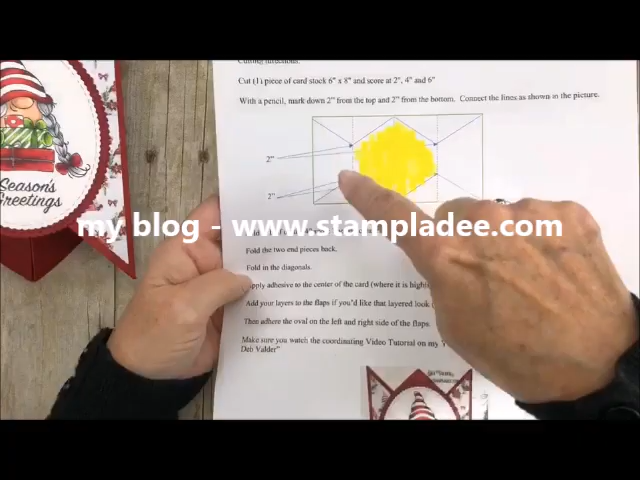 Cutting directions:
Cut (1) piece of card stock 6" x 8" and score at 2", 4" and 6"
With a pencil, mark down 2" from the top and 2" from the bottom. Connect the lines as shown in the picture.
2"
2"
Season's
Greetings
my blog - www.stampladee.com
Fold the two end pieces back.
Fold in the diagonals.
Apply adhesive to the center of the card (where it is
Add your layers to the flaps if you'd like that layered look
Then adhere the oval on the left and right side of the flaps.
Make sure you watch the coordinating Video Tutorial on my
Deb Valder"